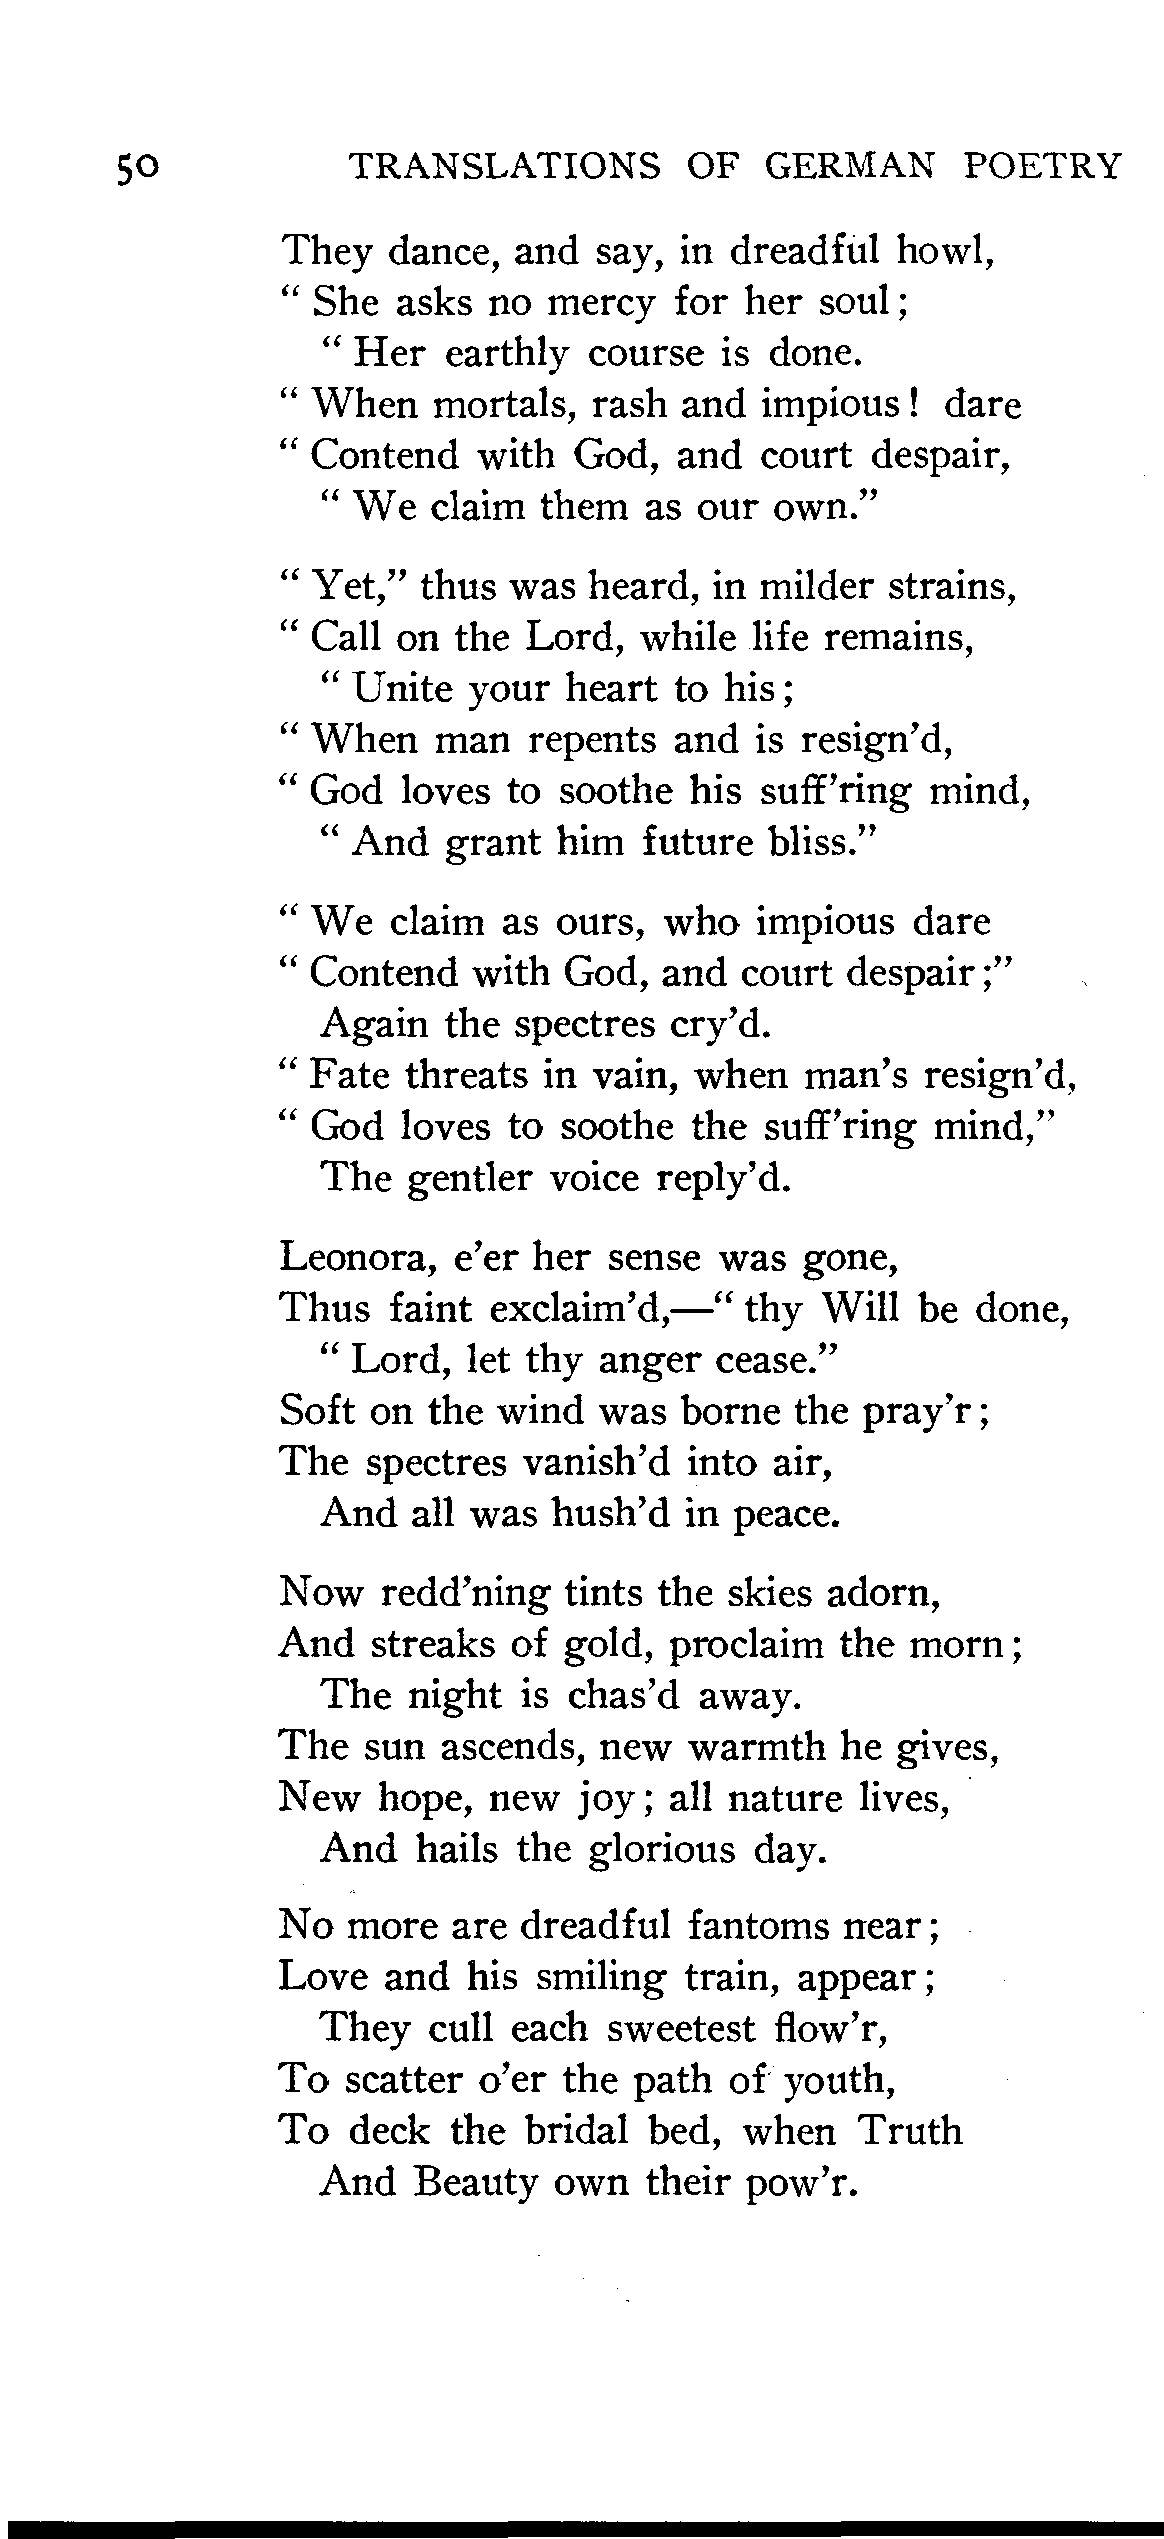 50 TRANSLATIONS OF GERMAN POETRY
They dance, and say, in dreadful howl,
“ She asks no mercy for her soul ;
“ Her earthly course is done.
“ When mortals, rash and impious ! dare
“ Contend with God, and court despair,
“ We claim them as our own.”
“ Yet,” thus was heard, in milder strains,
“ Call on the Lord, while life remains,
“ Unite your heart to his ;
“ When man repents and is resign’d,
“ God loves to soothe his suff’ring mind,
“ And grant him future bliss.”
“ We claim as ours, who impious dare
“ Contend with God, and court despair ;”
Again the spectres cry’d.
“ Fate threats in vain, when man’s resign’d,
“ God loves to soothe the suff’ring mind,”
The gentler voice reply’d.
Leonora, e’er her sense was gone,
Thus faint exclaim’d,—“ thy Will be done,
“ Lord, let thy anger cease.”
Soft on the wind was borne the pray’r ;
The spectres vanish’d into air,
And all was hush’d in peace.
Now redd’ning tints the skies adorn,
And streaks of gold, proclaim the morn ;
The night is chas’d away.
The sun ascends, new warmth he gives,
New hope, new joy ; all nature lives,
And hails the glorious day.
No more are dreadful fantoms near ;
Love and his smiling train, appear ;
They cull each sweetest flow’r,
To scatter o’er the path of youth,
To deck the bridal bed, when Truth
And Beauty own their pow’r.